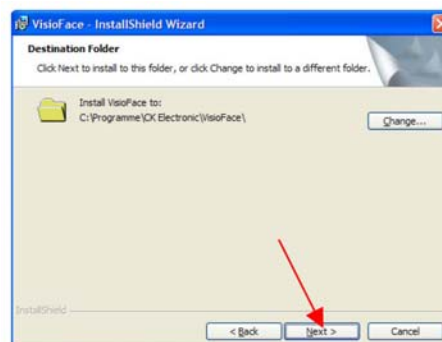 VisioFace - InstallShield Wizard
Destination Folder
Click Next to install to this folder, or click Change to install to a different folder.
Install VisioFace to:
C:\Programme\CK Electronic\VisioFace\
Change...
InstallShield
< Back
Next >
Cancel